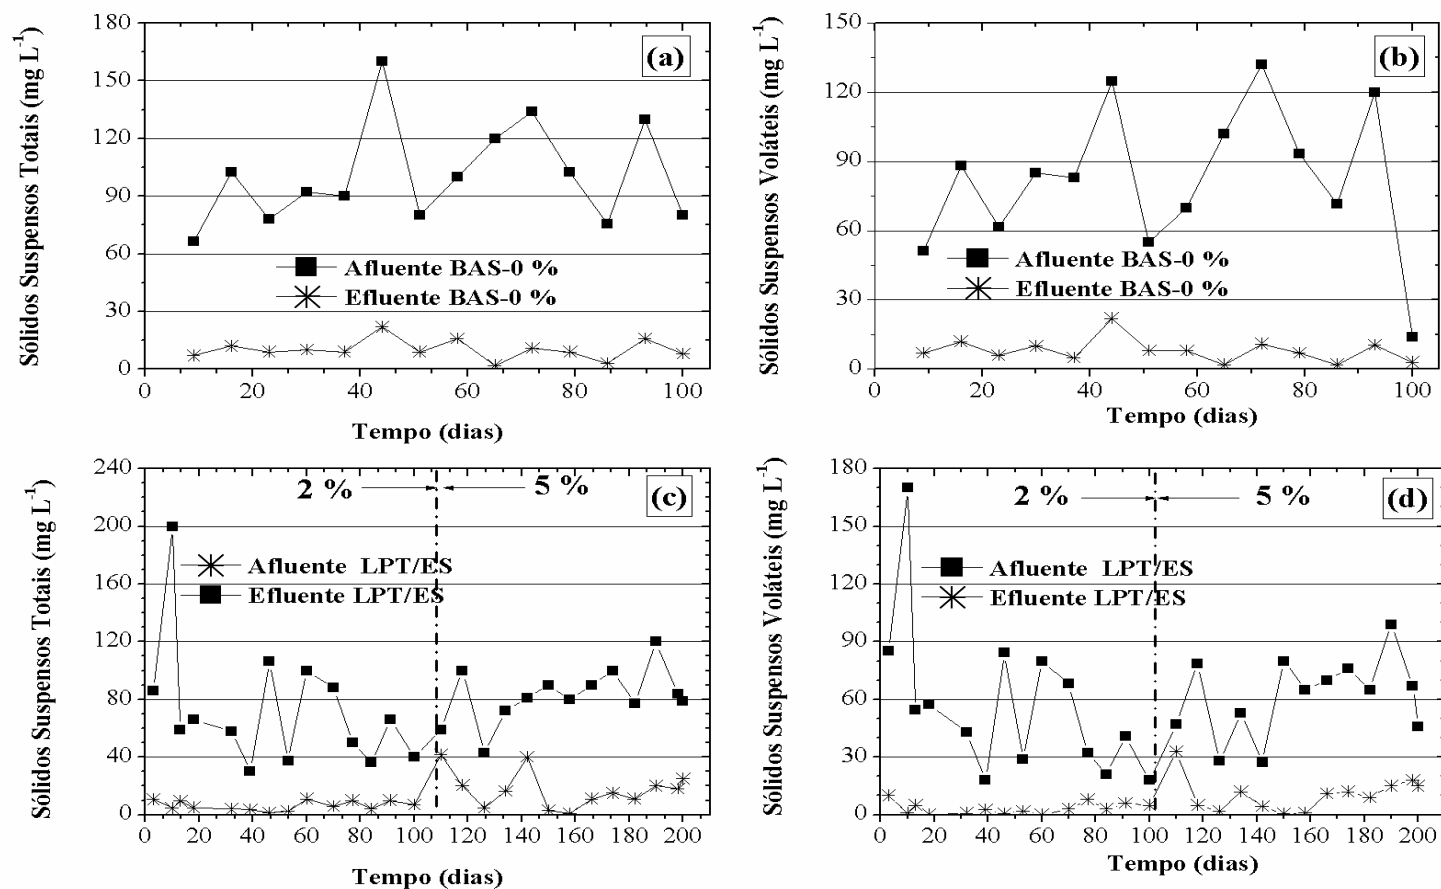 Sólidos Suspensos Totais (mg L-1)
180
150
120
90
60
30
0
(a)
Afluente BAS-0 %
Efluente BAS-0 %
0 20 40 60 80 100
Tempo (dias)
Sólidos Suspensos Voláteis (mg L-1)
150
120
90
60
30
0
(b)
Afluente BAS-0 %
Efluente BAS-0 %
0 20 40 60 80 100
Tempo (dias)
Sólidos Suspensos Totais (mg L-1)
240
200
160
120
80
40
0
2 % 5 % (c)
Afluente LPT/ES
Efluente LPT/ES
0 20 40 60 80 100 120 140 160 180 200
Tempo (dias)
Sólidos Suspensos Voláteis (mg L-1)
180
150
120
90
60
30
0
2 % 5 % (d)
Afluente LPT/ES
Efluente LPT/ES
0 20 40 60 80 100 120 140 160 180 200
Tempo (dias)